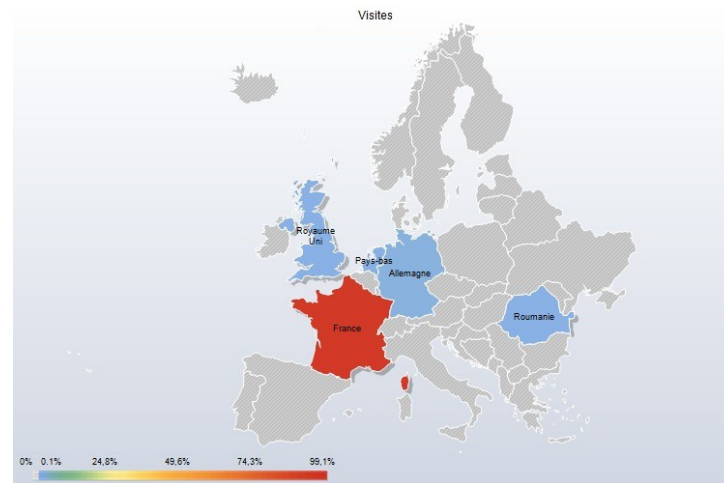 Visites
Royaume
Uni
Pays-bas
Allemagne
Roumanie
France
0% 0.1% 24,8% 49,6% 74,3% 99,1%